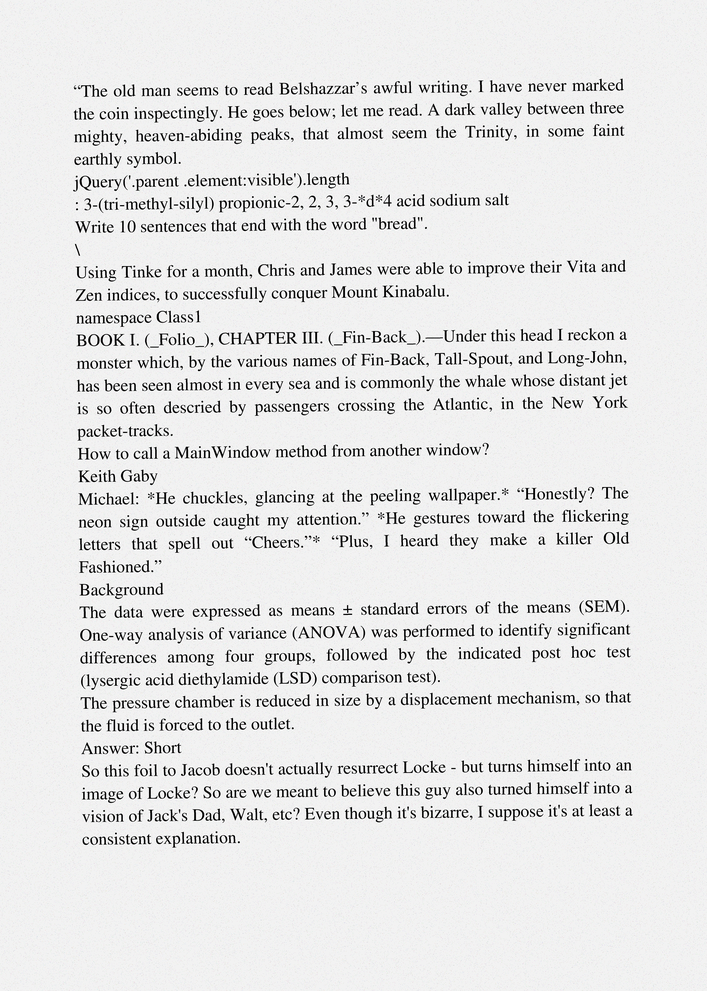 “The old man seems to read Belshazzar’s awful writing. I have never marked
the coin inspectingly. He goes below; let me read. A dark valley between three
mighty, heaven-abiding peaks, that almost seem the Trinity, in some faint
earthly symbol.
jQuery('.parent .element:visible').length
: 3-(tri-methyl-silyl) propionic-2, 2, 3, 3-*d*4 acid sodium salt
Write 10 sentences that end with the word "bread".
\
Using Tinke for a month, Chris and James were able to improve their Vita and
Zen indices, to successfully conquer Mount Kinabalu.
namespace Class1
BOOK I. (_Folio_), CHAPTER III. (_Fin-Back_).—Under this head I reckon a
monster which, by the various names of Fin-Back, Tall-Spout, and Long-John,
has been seen almost in every sea and is commonly the whale whose distant jet
is so often descried by passengers crossing the Atlantic, in the New York
packet-tracks.
How to call a MainWindow method from another window?
Keith Gaby
Michael: *He chuckles, glancing at the peeling wallpaper.* “Honestly? The
neon sign outside caught my attention.” *He gestures toward the flickering
letters that spell out “Cheers.”* “Plus, I heard they make a killer Old
Fashioned.”
Background
The data were expressed as means ± standard errors of the means (SEM).
One-way analysis of variance (ANOVA) was performed to identify significant
differences among four groups, followed by the indicated post hoc test
(lysergic acid diethylamide (LSD) comparison test).
The pressure chamber is reduced in size by a displacement mechanism, so that
the fluid is forced to the outlet.
Answer: Short
So this foil to Jacob doesn't actually resurrect Locke - but turns himself into an
image of Locke? So are we meant to believe this guy also turned himself into a
vision of Jack's Dad, Walt, etc? Even though it's bizarre, I suppose it's at least a
consistent explanation.